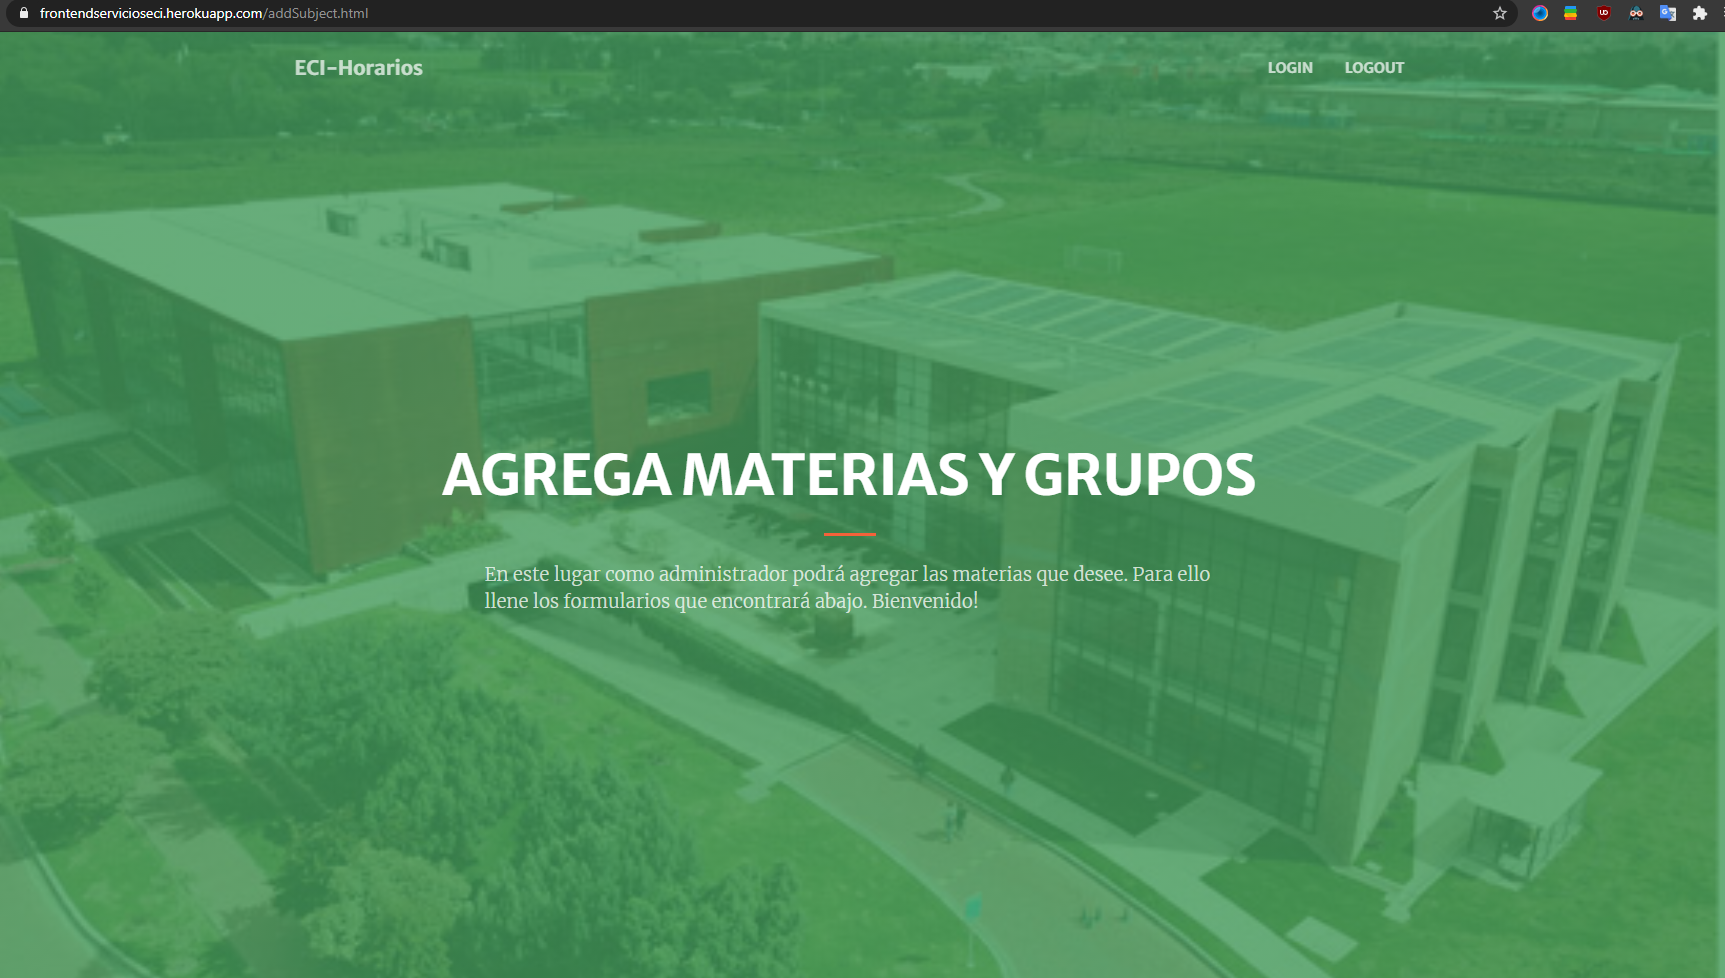 frontendservicioseci.herokuapp.com/addSubject.html
ECI-Horarios
LOGIN LOGOUT
AGREGA MATERIAS Y GRUPOS
En este lugar como administrador podrá agregar las materias que desee. Para ello
llene los formularios que encontrará abajo. Bienvenido!